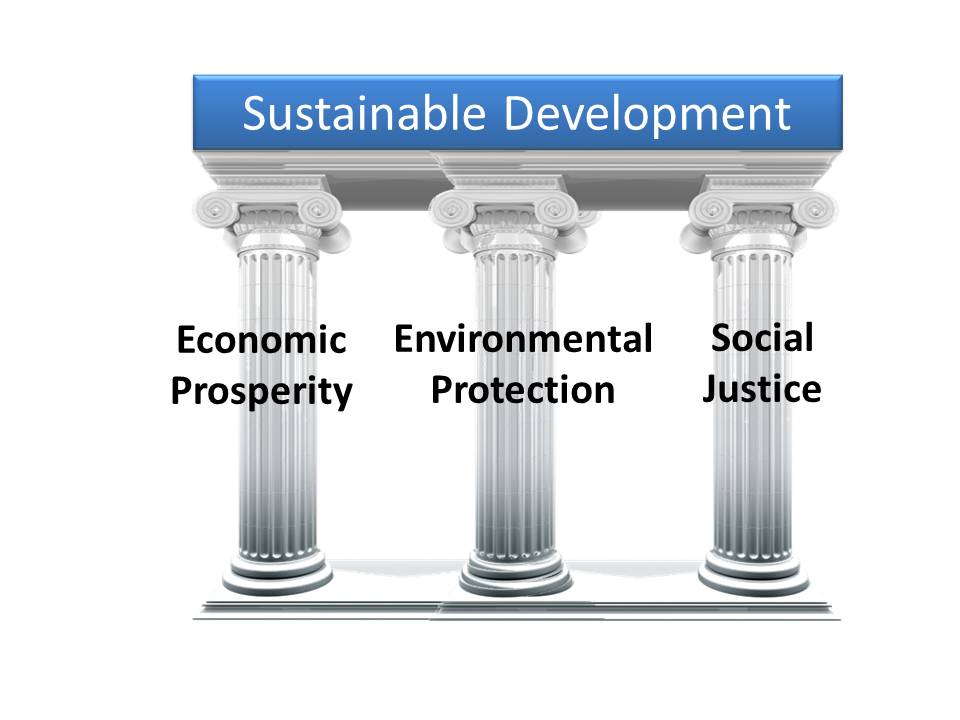 Sustainable Development
Economic
Prosperity
Environmental
Protection
Social
Justice